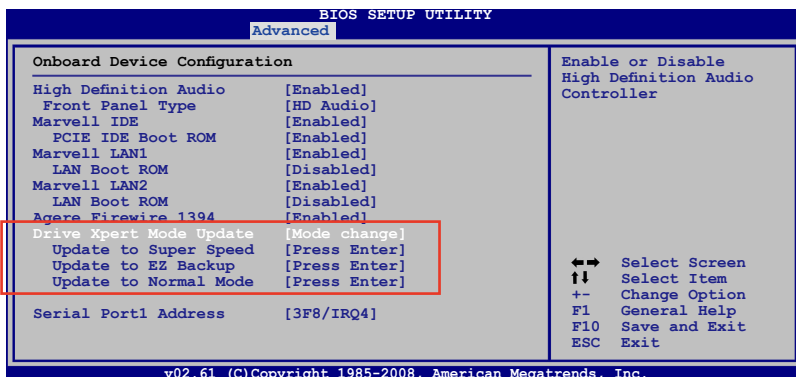 BIOS SETUP UTILITY
Advanced
Onboard Device Configuration
High Definition Audio [Enabled]
Front Panel Type [HD Audio]
Marvell IDE [Enabled]
PCIE IDE Boot ROM [Enabled]
Marvell LAN1 [Enabled]
LAN Boot ROM [Disabled]
Marvell LAN2 [Enabled]
LAN Boot ROM [Disabled]
Agere Firewire 1394 [Enabled]
Drive Xpert Mode Update [Mode change]
Update to Super Speed [Press Enter]
Update to EZ Backup [Press Enter]
Update to Normal Mode [Press Enter]
Serial Port1 Address [3F8/IRQ4]
Enable or Disable
High Definition Audio
Controller
←→ Select Screen
↑↓ Select Item
+- Change Option
F1 General Help
F10 Save and Exit
ESC Exit
v02.61 (C)Copyright 1985-2008, American Megatrends, Inc.